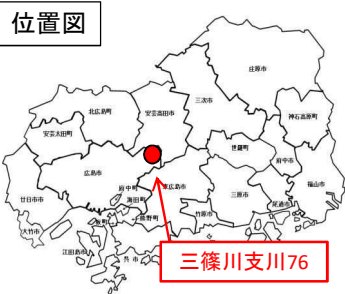 位置図
庄原市
三次市
北広島町
安芸高田市
神石高原町
安芸太田町
世羅町
府中市
広島市
福山市
東広島市
三原市
尾道市
府中町
海田町
廿日市市
熊野町
竹原市
大竹市
江田島市
呉市
三篠川支川76